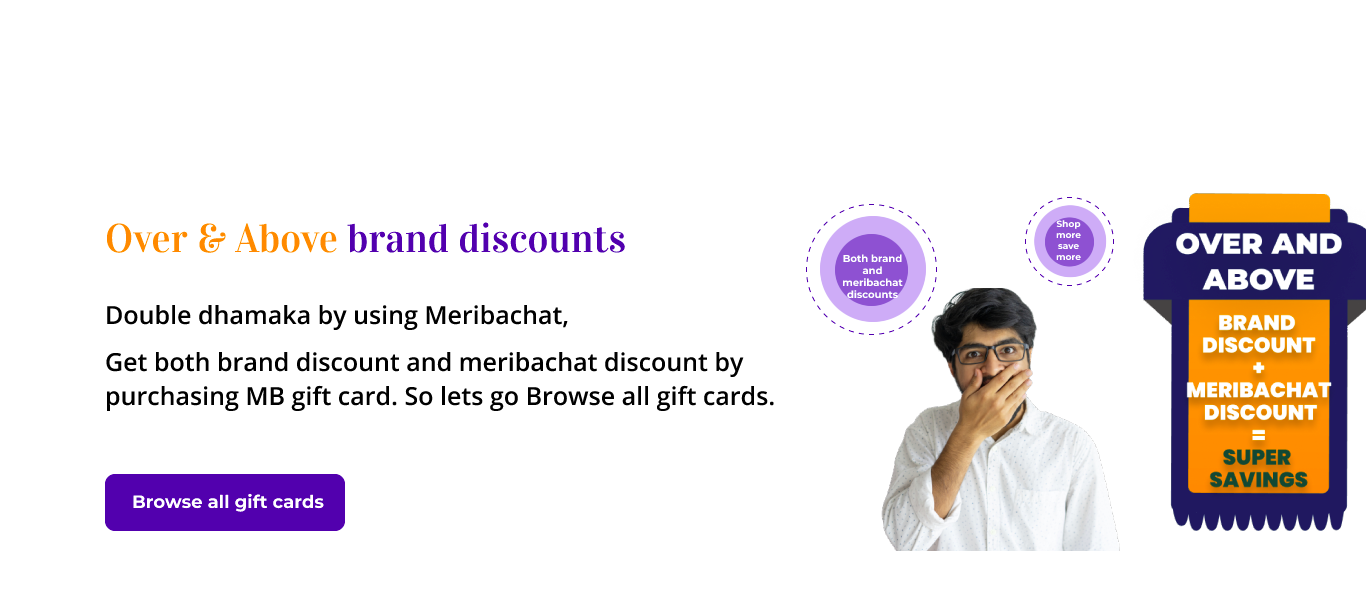 Over & Above brand discounts
Double dhamaka by using Meribachat,
Get both brand discount and meribachat discount by
purchasing MB gift card. So lets go Browse all gift cards.
Browse all gift cards
Both brand
and
meribachat
discounts
Shop
more
save
more
OVER AND
ABOVE
BRAND
DISCOUNT
+
MERIBACHAT
DISCOUNT
=
SUPER
SAVINGS